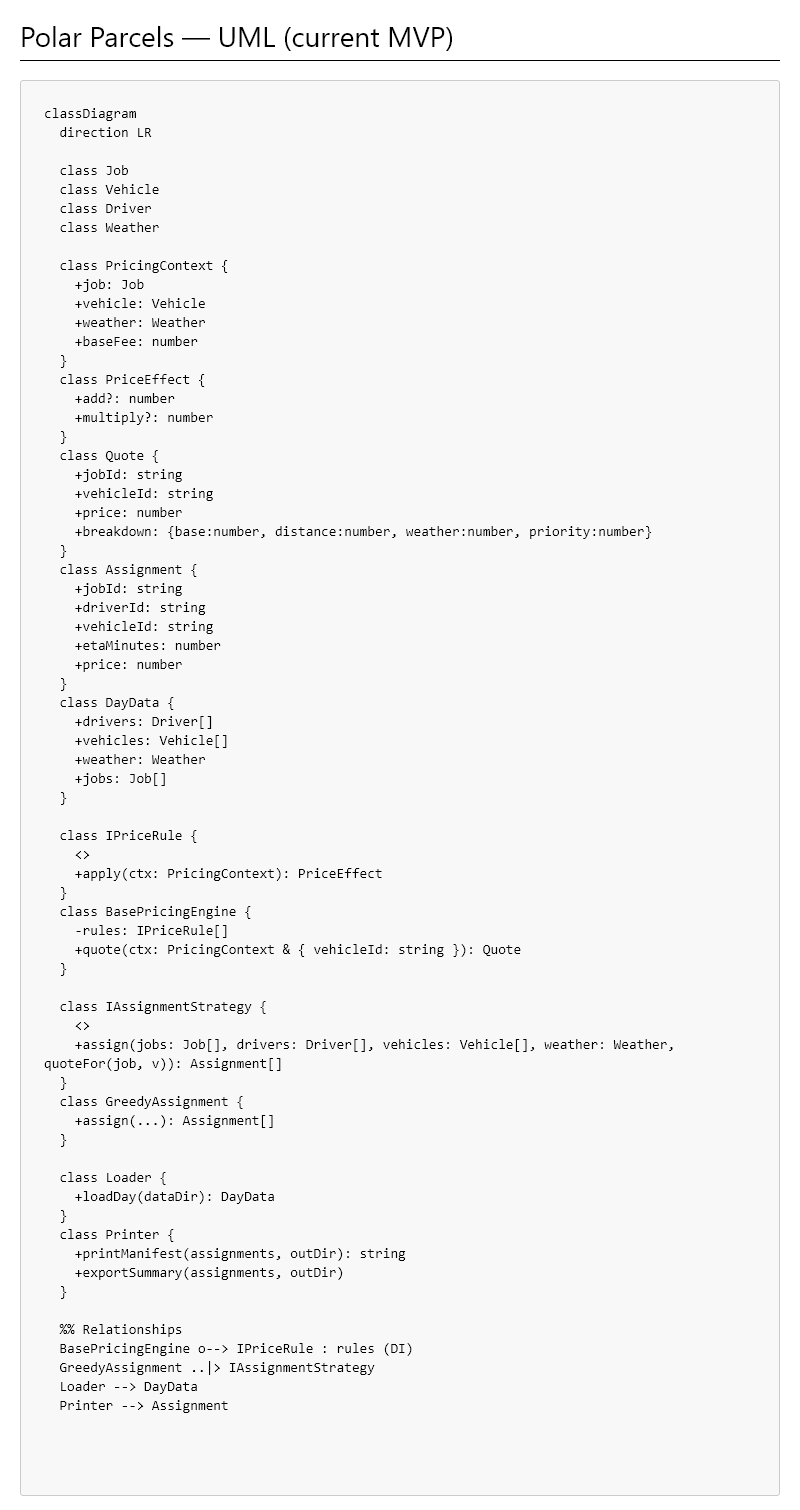 Polar Parcels — UML (current MVP)
classDiagram
  direction LR

  class Job
  class Vehicle
  class Driver
  class Weather

  class PricingContext {
    +job: Job
    +vehicle: Vehicle
    +weather: Weather
    +baseFee: number
  }
  class PriceEffect {
    +add?: number
    +multiply?: number
  }
  class Quote {
    +jobId: string
    +vehicleId: string
    +price: number
    +breakdown: {base:number, distance:number, weather:number, priority:number}
  }
  class Assignment {
    +jobId: string
    +driverId: string
    +vehicleId: string
    +etaMinutes: number
    +price: number
  }
  class DayData {
    +drivers: Driver[]
    +vehicles: Vehicle[]
    +weather: Weather
    +jobs: Job[]
  }

  class IPriceRule {
    <>
    +apply(ctx: PricingContext): PriceEffect
  }
  class BasePricingEngine {
    -rules: IPriceRule[]
    +quote(ctx: PricingContext & { vehicleId: string }): Quote
  }

  class IAssignmentStrategy {
    <>
    +assign(jobs: Job[], drivers: Driver[], vehicles: Vehicle[], weather: Weather,
quoteFor(job, v)): Assignment[]
  }
  class GreedyAssignment {
    +assign(...): Assignment[]
  }

  class Loader {
    +loadDay(dataDir): DayData
  }
  class Printer {
    +printManifest(assignments, outDir): string
    +exportSummary(assignments, outDir)
  }

  %% Relationships
  BasePricingEngine o--> IPriceRule : rules (DI)
  GreedyAssignment ..|> IAssignmentStrategy
  Loader --> DayData
  Printer --> Assignment